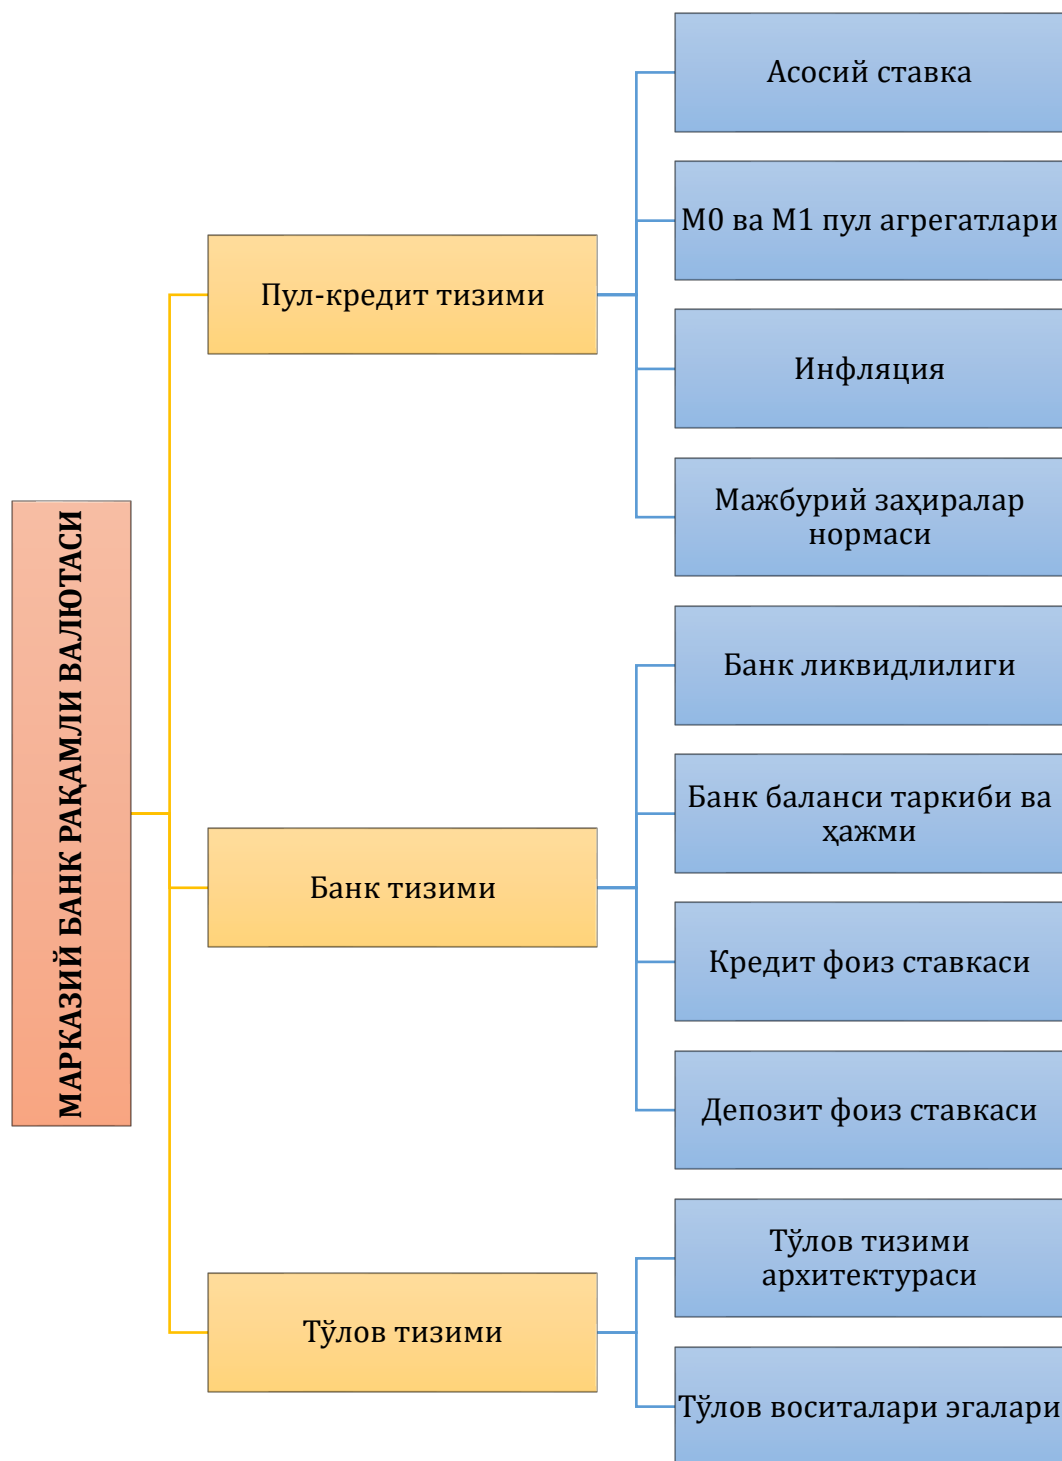 МАРКАЗИЙ БАНК РАҚАМЛИ ВАЛЮТАСИ
Пул-кредит тизими
Асосий ставка
М0 ва М1 пул агрегатлари
Инфляция
Мажбурий заҳиралар
нормаси
Банк тизими
Банк ликвидлилиги
Банк баланси таркиби ва
ҳажми
Кредит фоиз ставкаси
Депозит фоиз ставкаси
Тўлов тизими
Тўлов тизими
архитектураси
Тўлов воситалари эгалари